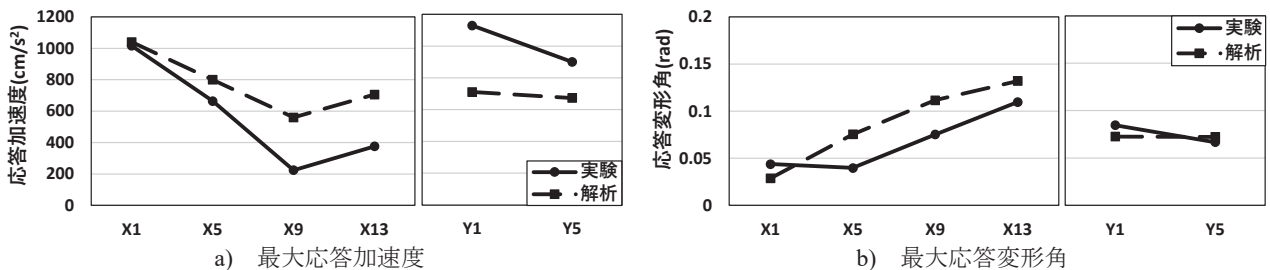 応答加速度(cm/s²)
1200
1000
800
600
400
200
0
X1 X5 X9 X13
Y1 Y5
実験
解析
a) 最大応答加速度
応答変形角(rad)
0.2
0.15
0.1
0.05
0
X1 X5 X9 X13
Y1 Y5
実験
解析
b) 最大応答変形角